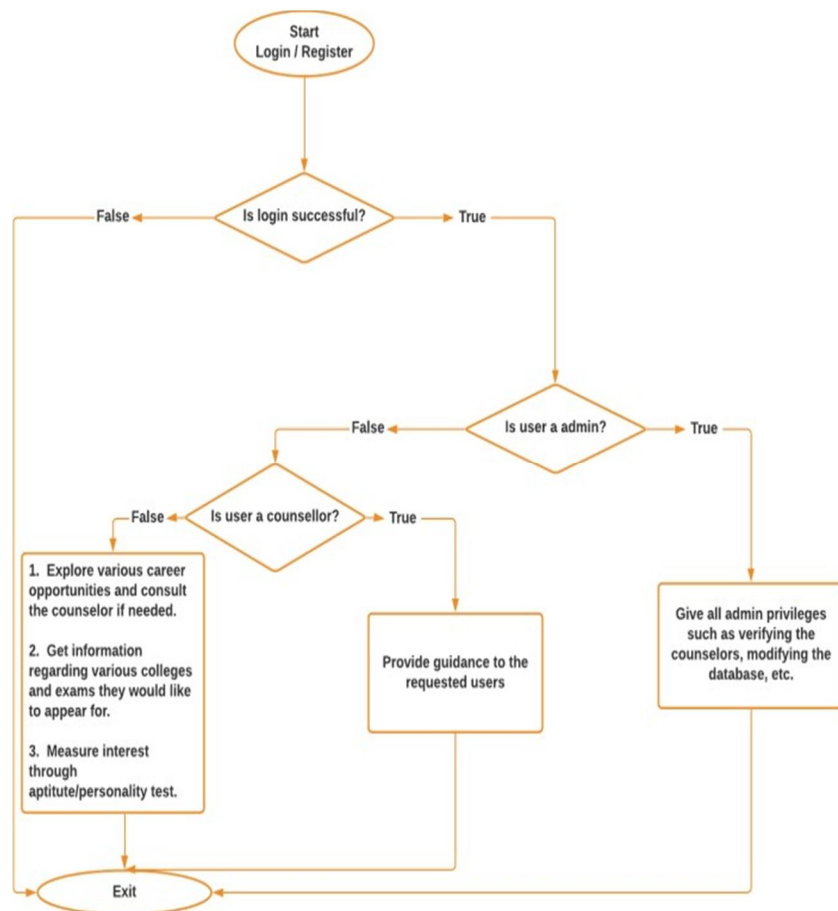 Start
Login / Register
Is login successful?
False
True
Is user a admin?
False
True
Is user a counsellor?
False
True
1. Explore various career
opportunities and consult
the counselor if needed.
2. Get information
regarding various colleges
and exams they would like
to appear for.
3. Measure interest
through
aptitute/personality test.
Provide guidance to the
requested users
Give all admin privileges
such as verifying the
counselors, modifying the
database, etc.
Exit